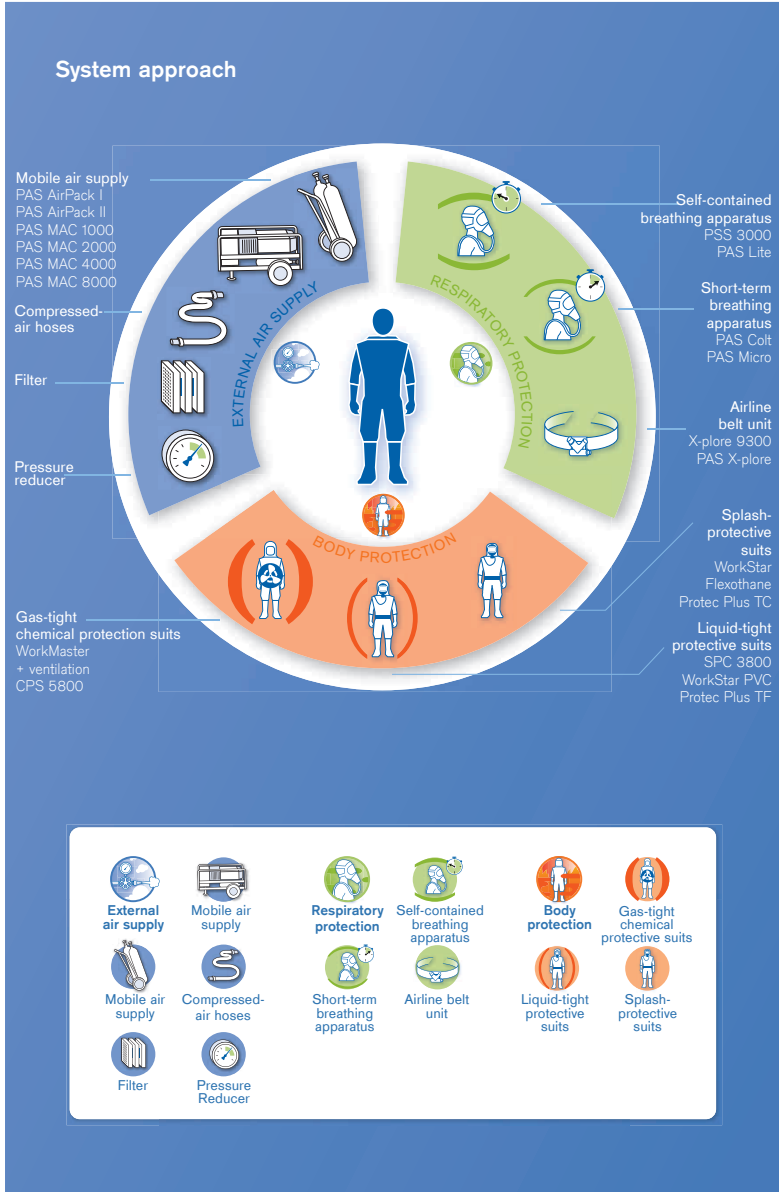 System approach
Mobile air supply
PAS AirPack I
PAS AirPack II
PAS MAC 1000
PAS MAC 2000
PAS MAC 4000
PAS MAC 8000
Compressed-
air hoses
Filter
Pressure
reducer
Gas-tight
chemical protection suits
WorkMaster
+ ventilation
CPS 5800
EXTERNAL AIR SUPPLY
RESPIRATORY PROTECTION
BODY PROTECTION
Self-contained
breathing apparatus
PSS 3000
PAS Lite
Short-term
breathing
apparatus
PAS Colt
PAS Micro
Airline
belt unit
X-plore 9300
PAS X-plore
Splash-
protective
suits
WorkStar
Flexothane
Protec Plus TC
Liquid-tight
protective suits
SPC 3800
WorkStar PVC
Protec Plus TF
External
air supply
Mobile air
supply
Respiratory
protection
Self-contained
breathing
apparatus
Body
protection
Gas-tight
chemical
protective suits
Mobile air
supply
Compressed-
air hoses
Short-term
breathing
apparatus
Airline belt
unit
Liquid-tight
protective
suits
Splash-
protective
suits
Filter
Pressure
Reducer